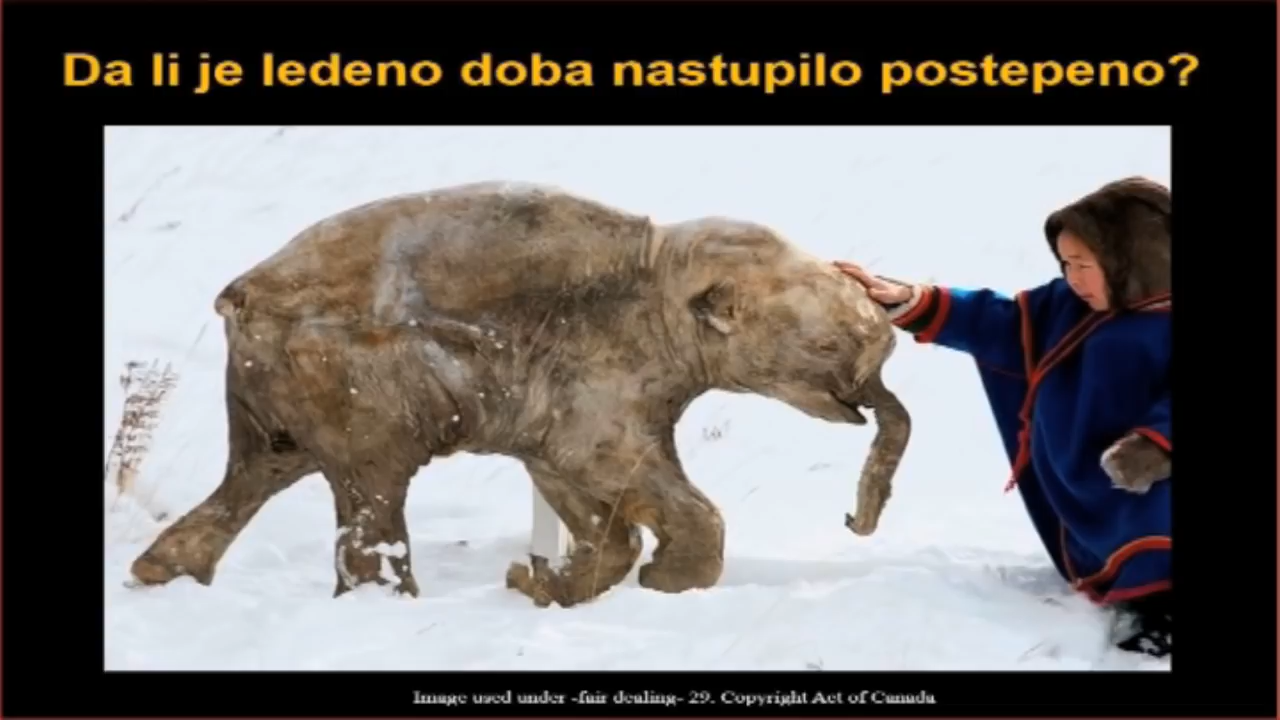 Da li je ledeno doba nastupilo postepeno?
Image used under -fair dealing- 29. Copyright Act of Canada